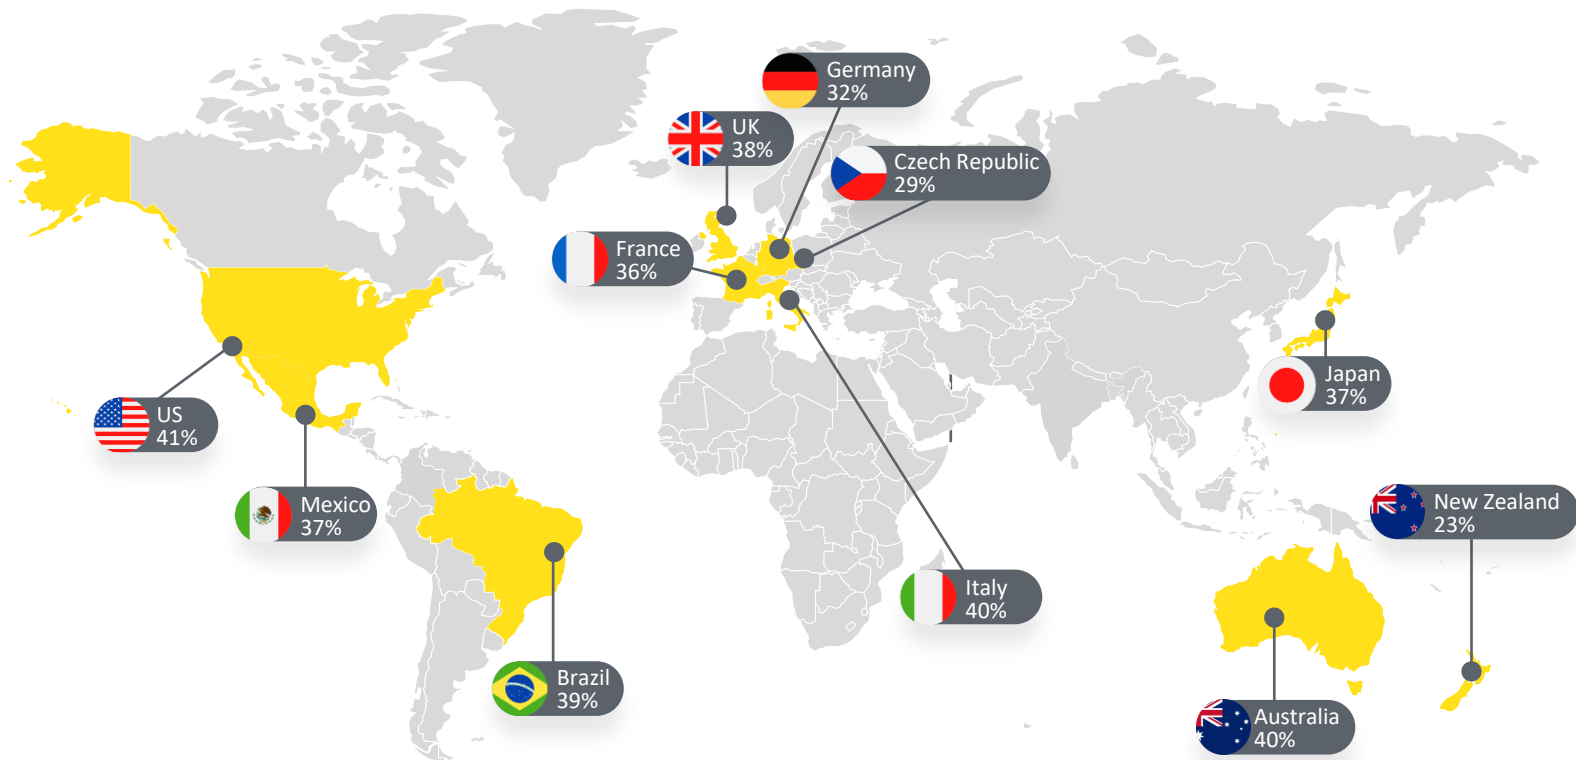 Germany
32%
UK
38%
Czech Republic
29%
France
36%
US
41%
Mexico
37%
Japan
37%
New Zealand
23%
Italy
40%
Brazil
39%
Australia
40%